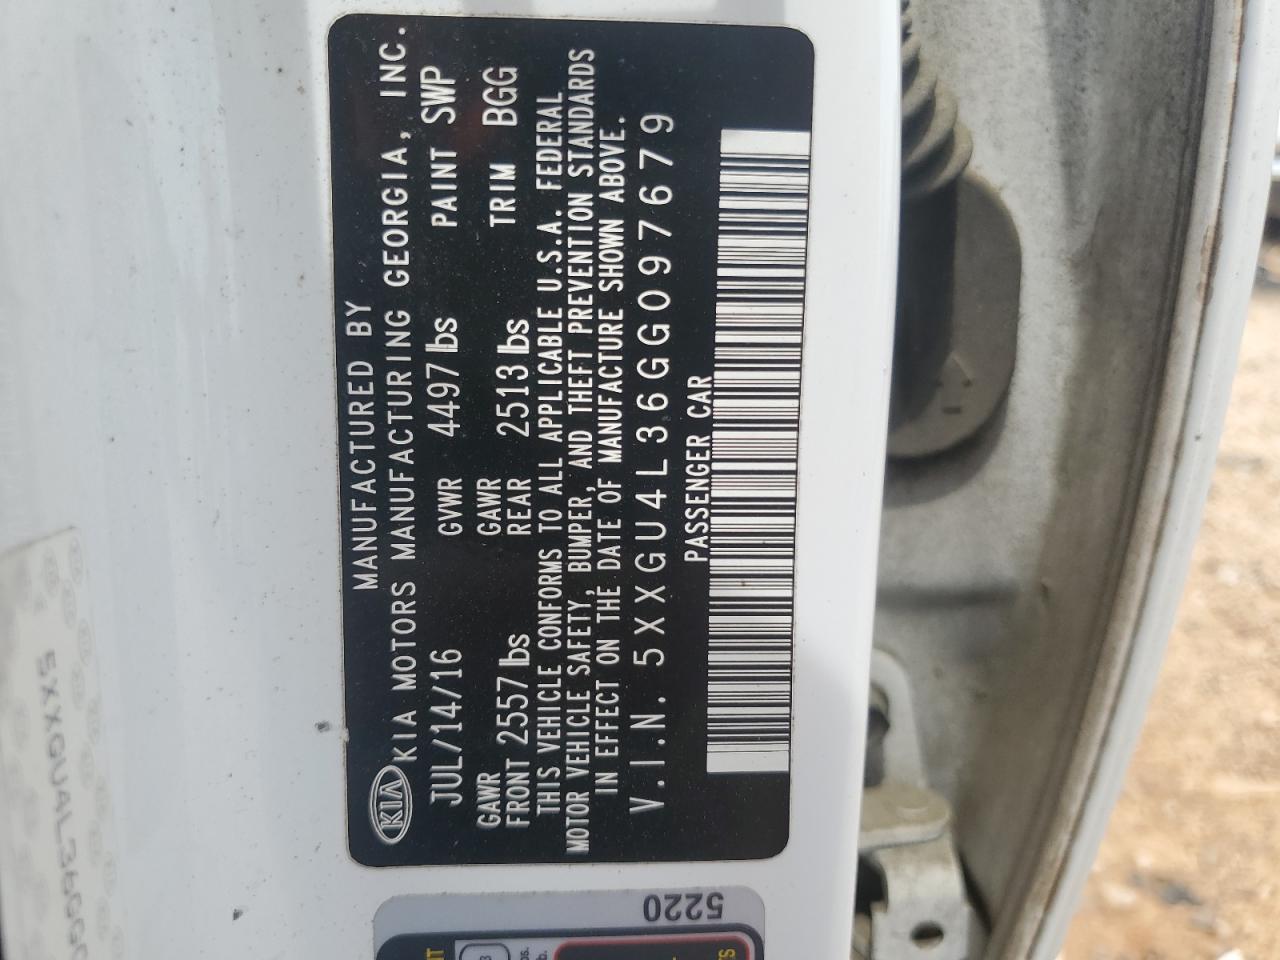 MANUFACTURED BY
KIA KIA MOTORS MANUFACTURING GEORGIA, INC.
JUL/14/16 GVWR 4497 lbs PAINT SWP
GAWR FRONT 2557 lbs GAWR REAR 2513 lbs TRIM BGG
THIS VEHICLE CONFORMS TO ALL APPLICABLE U.S.A. FEDERAL
MOTOR VEHICLE SAFETY, BUMPER, AND THEFT PREVENTION STANDARDS
IN EFFECT ON THE DATE OF MANUFACTURE SHOWN ABOVE.
V.I.N. 5XXGU4L36GG097679
PASSENGER CAR
5XXGU4L36GG
5220